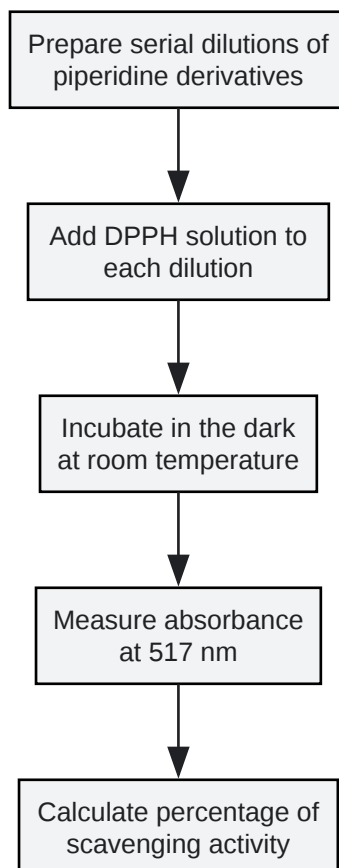 Prepare serial dilutions of
piperidine derivatives
Add DPPH solution to
each dilution
Incubate in the dark
at room temperature
Measure absorbance
at 517 nm
Calculate percentage of
scavenging activity